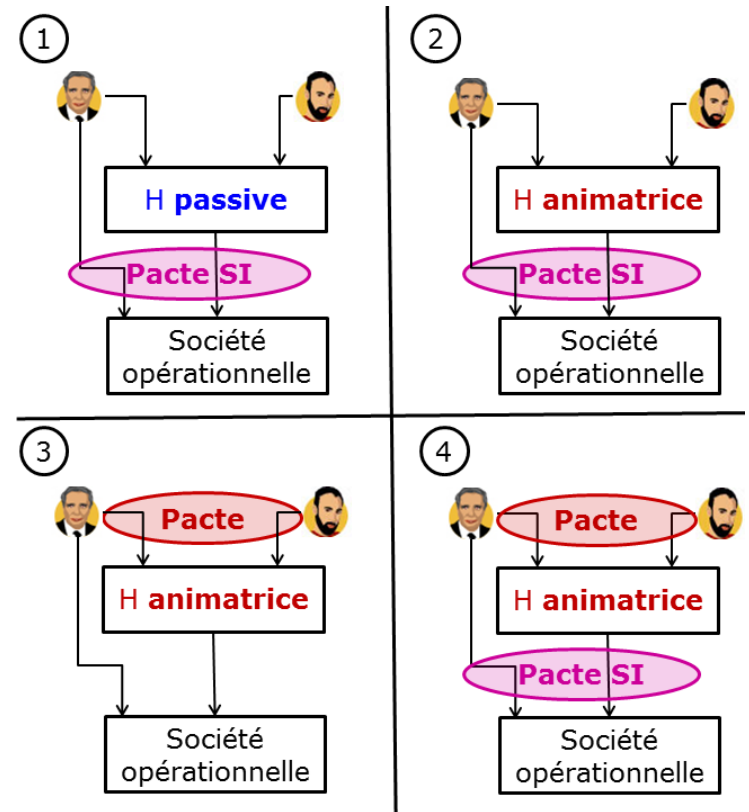 1
H passive
Pacte SI
Société
opérationnelle
2
H animatrice
Pacte SI
Société
opérationnelle
3
Pacte
H animatrice
Société
opérationnelle
4
Pacte
H animatrice
Pacte SI
Société
opérationnelle